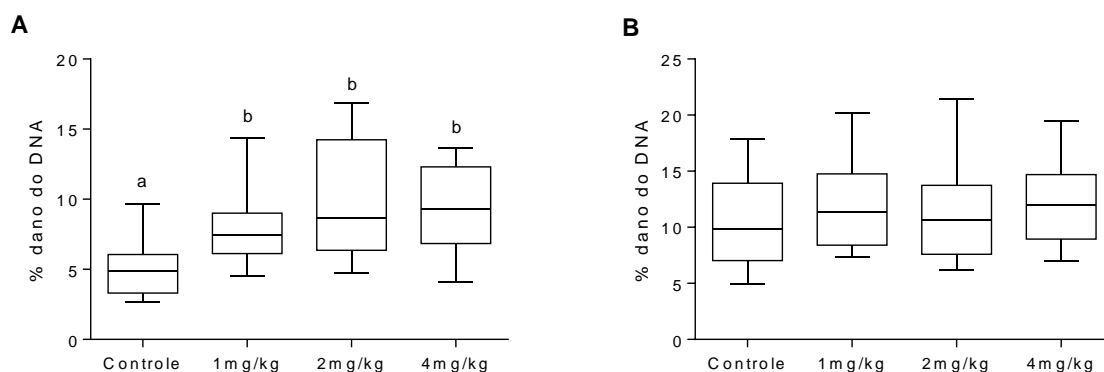 A
% dano do DNA
20
15
10
5
0
a
b
b
b
Controle 1mg/kg 2mg/kg 4mg/kg
B
% dano do DNA
25
20
15
10
5
0
Controle 1mg/kg 2mg/kg 4mg/kg